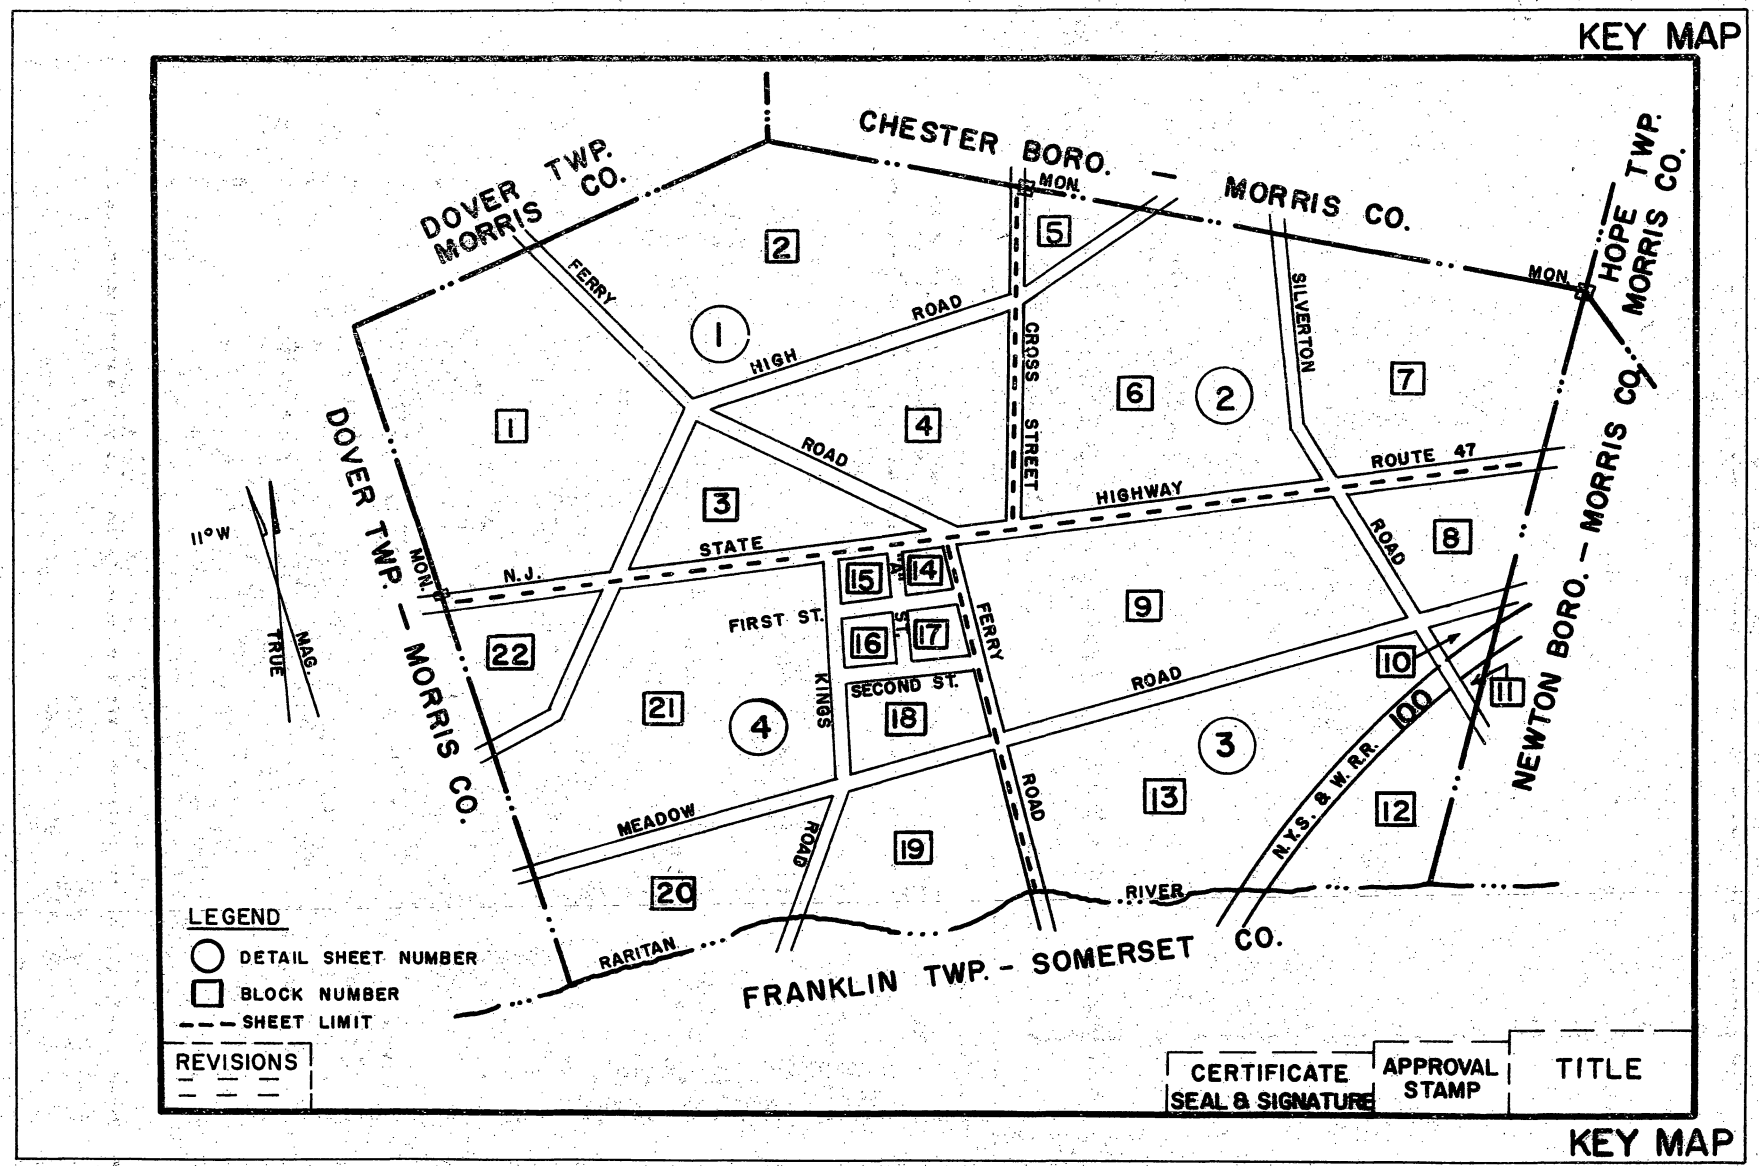 KEY MAP
CHESTER BORO. — MORRIS CO.
DOVER TWP.
MORRIS CO.
HOPE TWP.
MORRIS CO.
MON.
MON.
MON.
5
2
FERRY
1
HIGH ROAD
CROSS STREET
SILVERTON
ROAD
7
6
2
1
4
ROAD
3
N.J. STATE HIGHWAY ROUTE 47
8
DOVER TWP. — MORRIS CO.
NEWTON BORO. — MORRIS CO.
11° W
TRUE
MAG.
15
"A" ST.
14
9
FIRST ST.
16
17
FERRY
ROAD
22
10
11
21
KINGS
ROAD
SECOND ST.
18
4
3
100
N.Y.S. & W. R.R.
13
12
MEADOW ROAD
19
20
RARITAN RIVER
FRANKLIN TWP. - SOMERSET CO.
LEGEND
DETAIL SHEET NUMBER
BLOCK NUMBER
SHEET LIMIT
REVISIONS
CERTIFICATE
SEAL & SIGNATURE
APPROVAL
STAMP
TITLE
KEY MAP